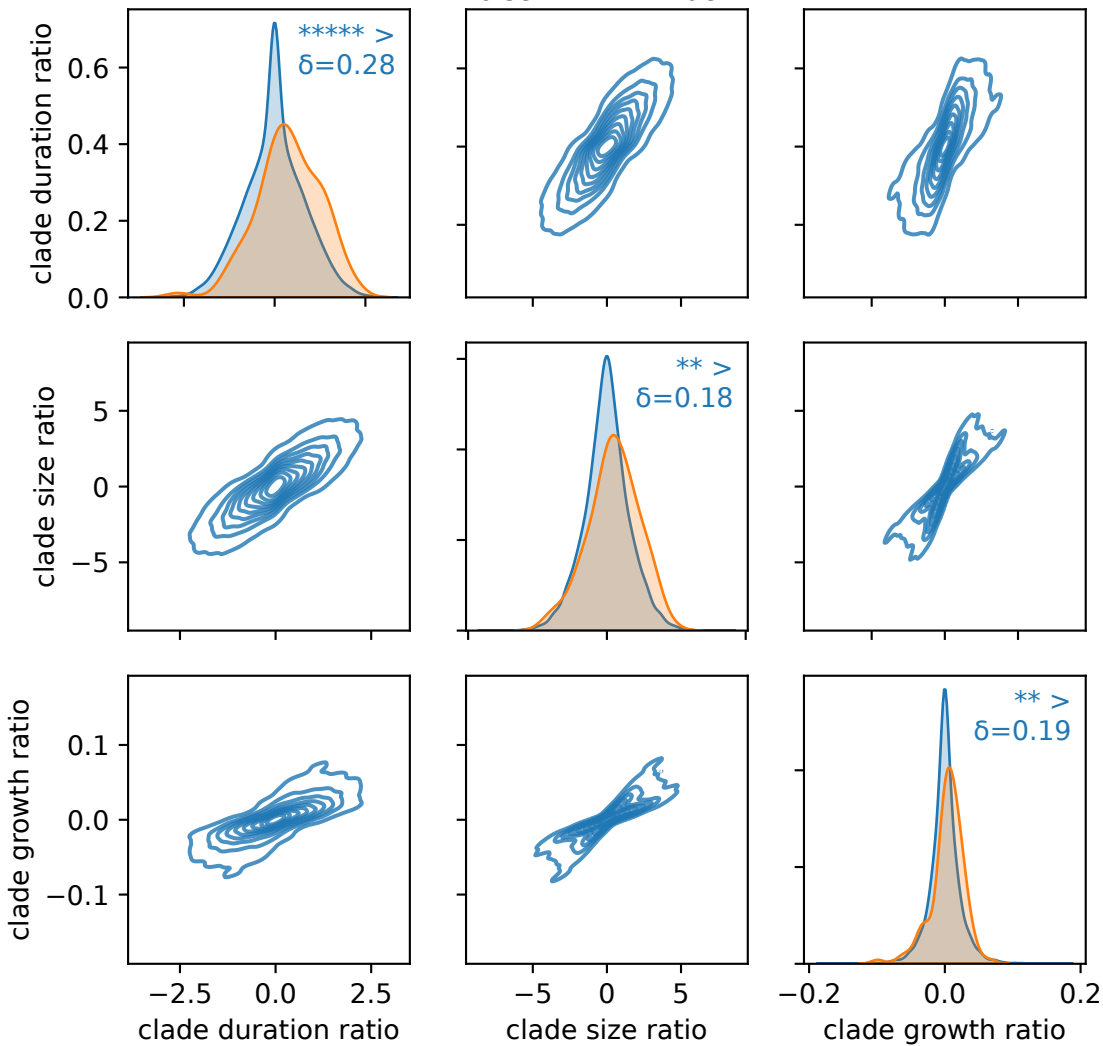 ***** >
δ=0.28
clade duration ratio
0.6
0.4
0.2
0.0
** >
δ=0.18
clade size ratio
5
0
−5
** >
δ=0.19
clade growth ratio
0.1
0.0
−0.1
−2.5 0.0 2.5
−5 0 5
−0.2 0.0 0.2
clade duration ratio
clade size ratio
clade growth ratio